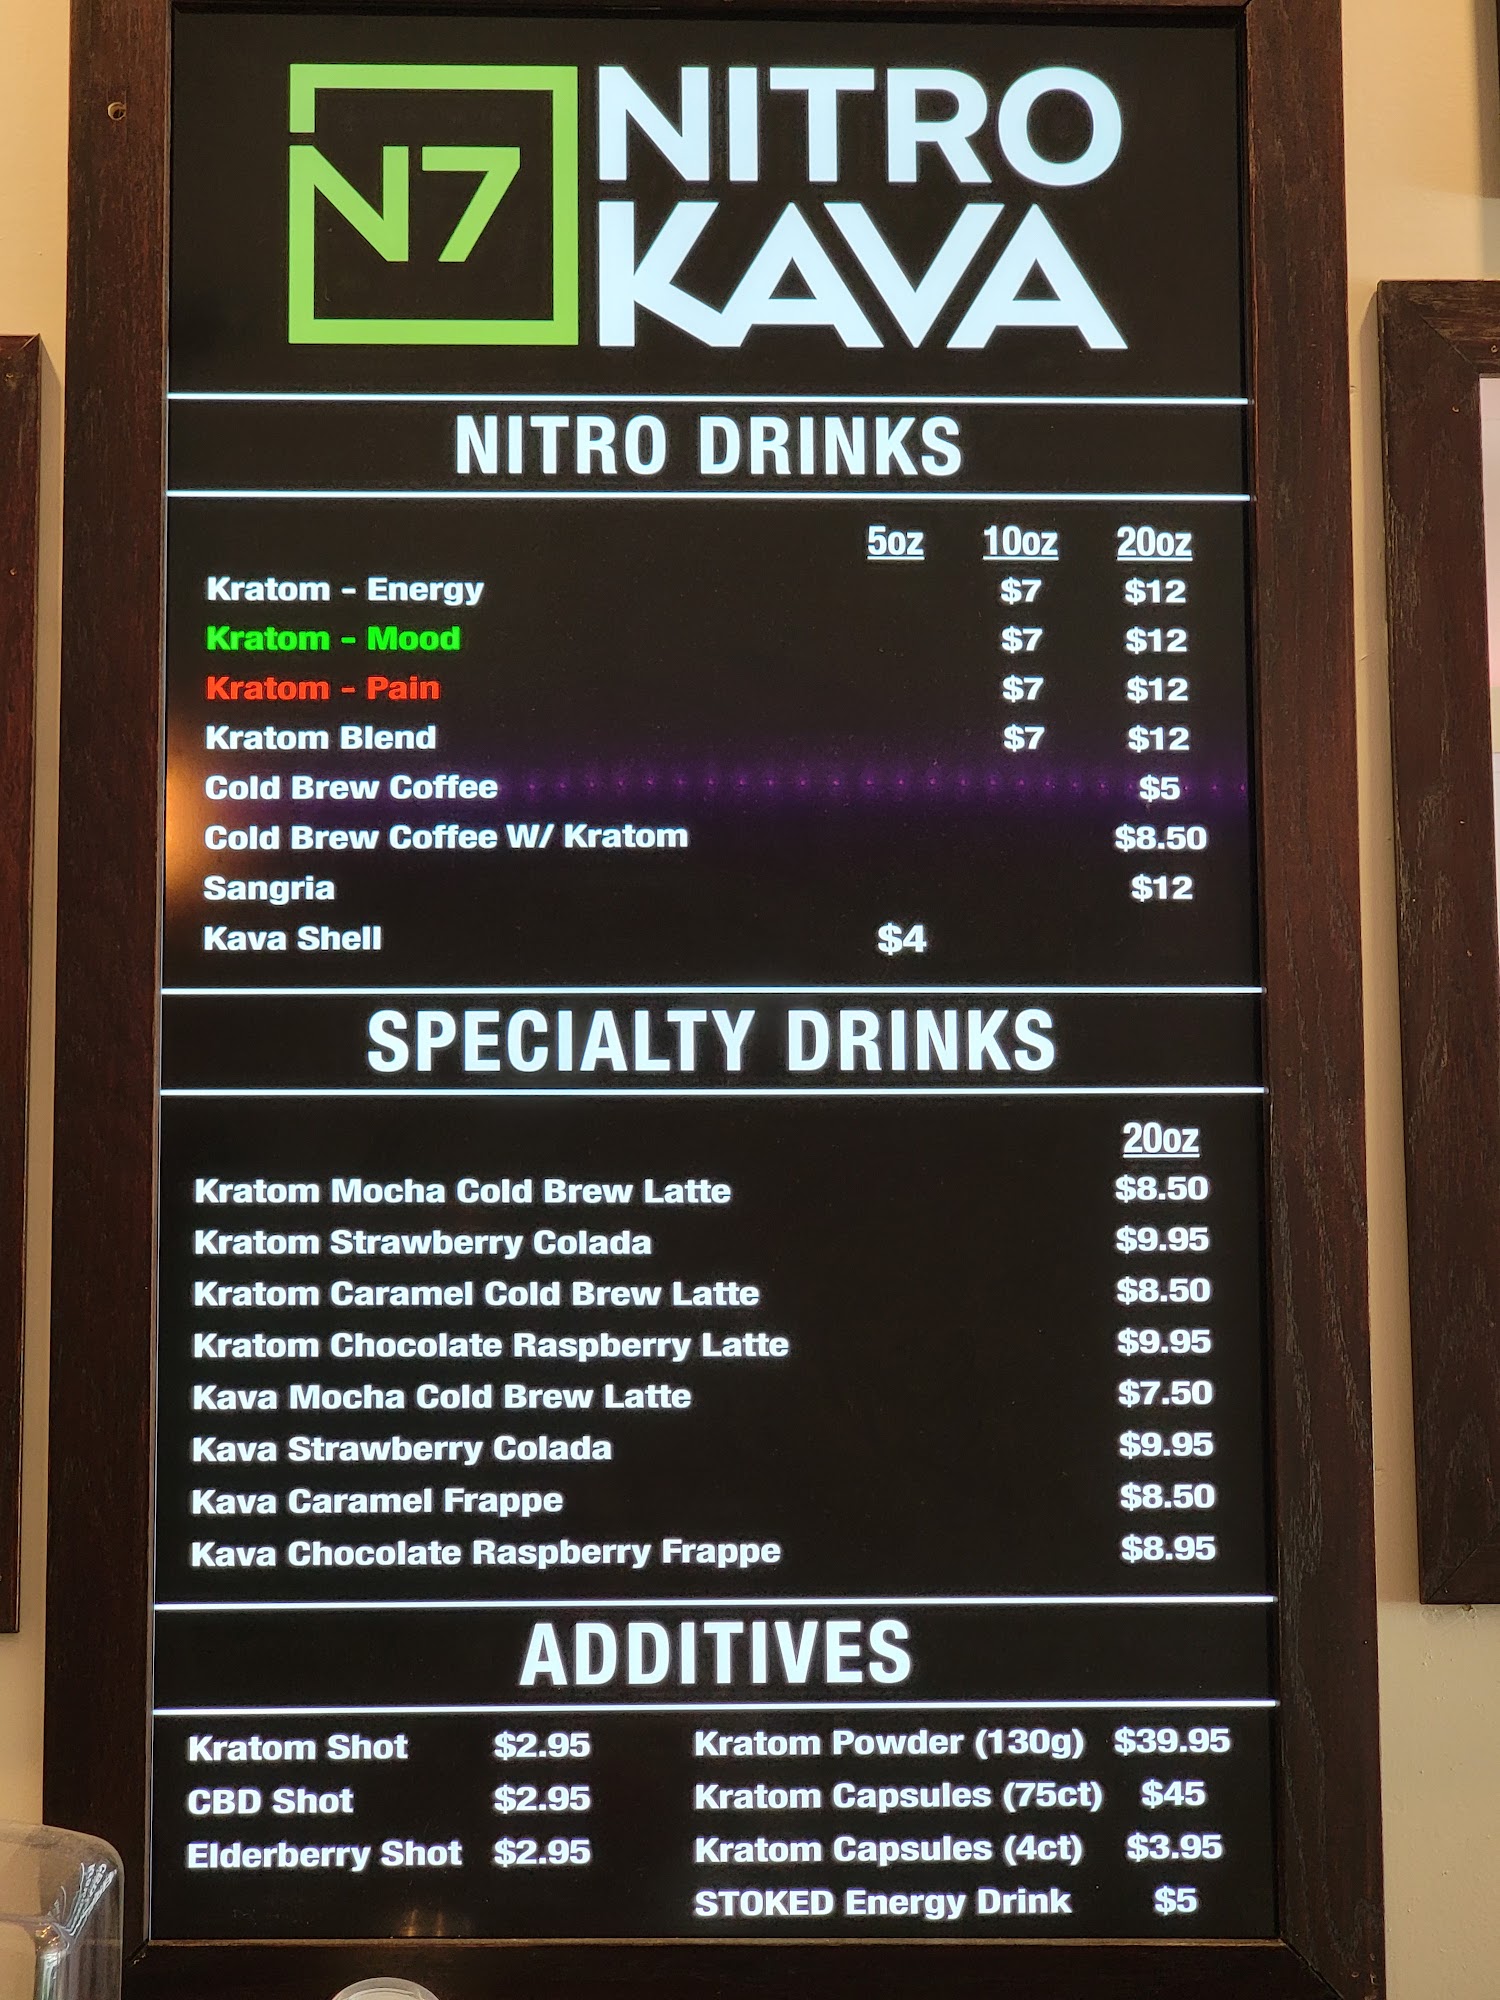 N7
NITRO
KAVA
NITRO DRINKS
5oz 10oz 20oz
Kratom - Energy $7 $12
Kratom - Mood $7 $12
Kratom - Pain $7 $12
Kratom Blend $7 $12
Cold Brew Coffee $5
Cold Brew Coffee W/ Kratom $8.50
Sangria $12
Kava Shell $4
SPECIALTY DRINKS
20oz
Kratom Mocha Cold Brew Latte $8.50
Kratom Strawberry Colada $9.95
Kratom Caramel Cold Brew Latte $8.50
Kratom Chocolate Raspberry Latte $9.95
Kava Mocha Cold Brew Latte $7.50
Kava Strawberry Colada $9.95
Kava Caramel Frappe $8.50
Kava Chocolate Raspberry Frappe $8.95
ADDITIVES
Kratom Shot $2.95 Kratom Powder (130g) $39.95
CBD Shot $2.95 Kratom Capsules (75ct) $45
Elderberry Shot $2.95 Kratom Capsules (4ct) $3.95
STOKED Energy Drink $5